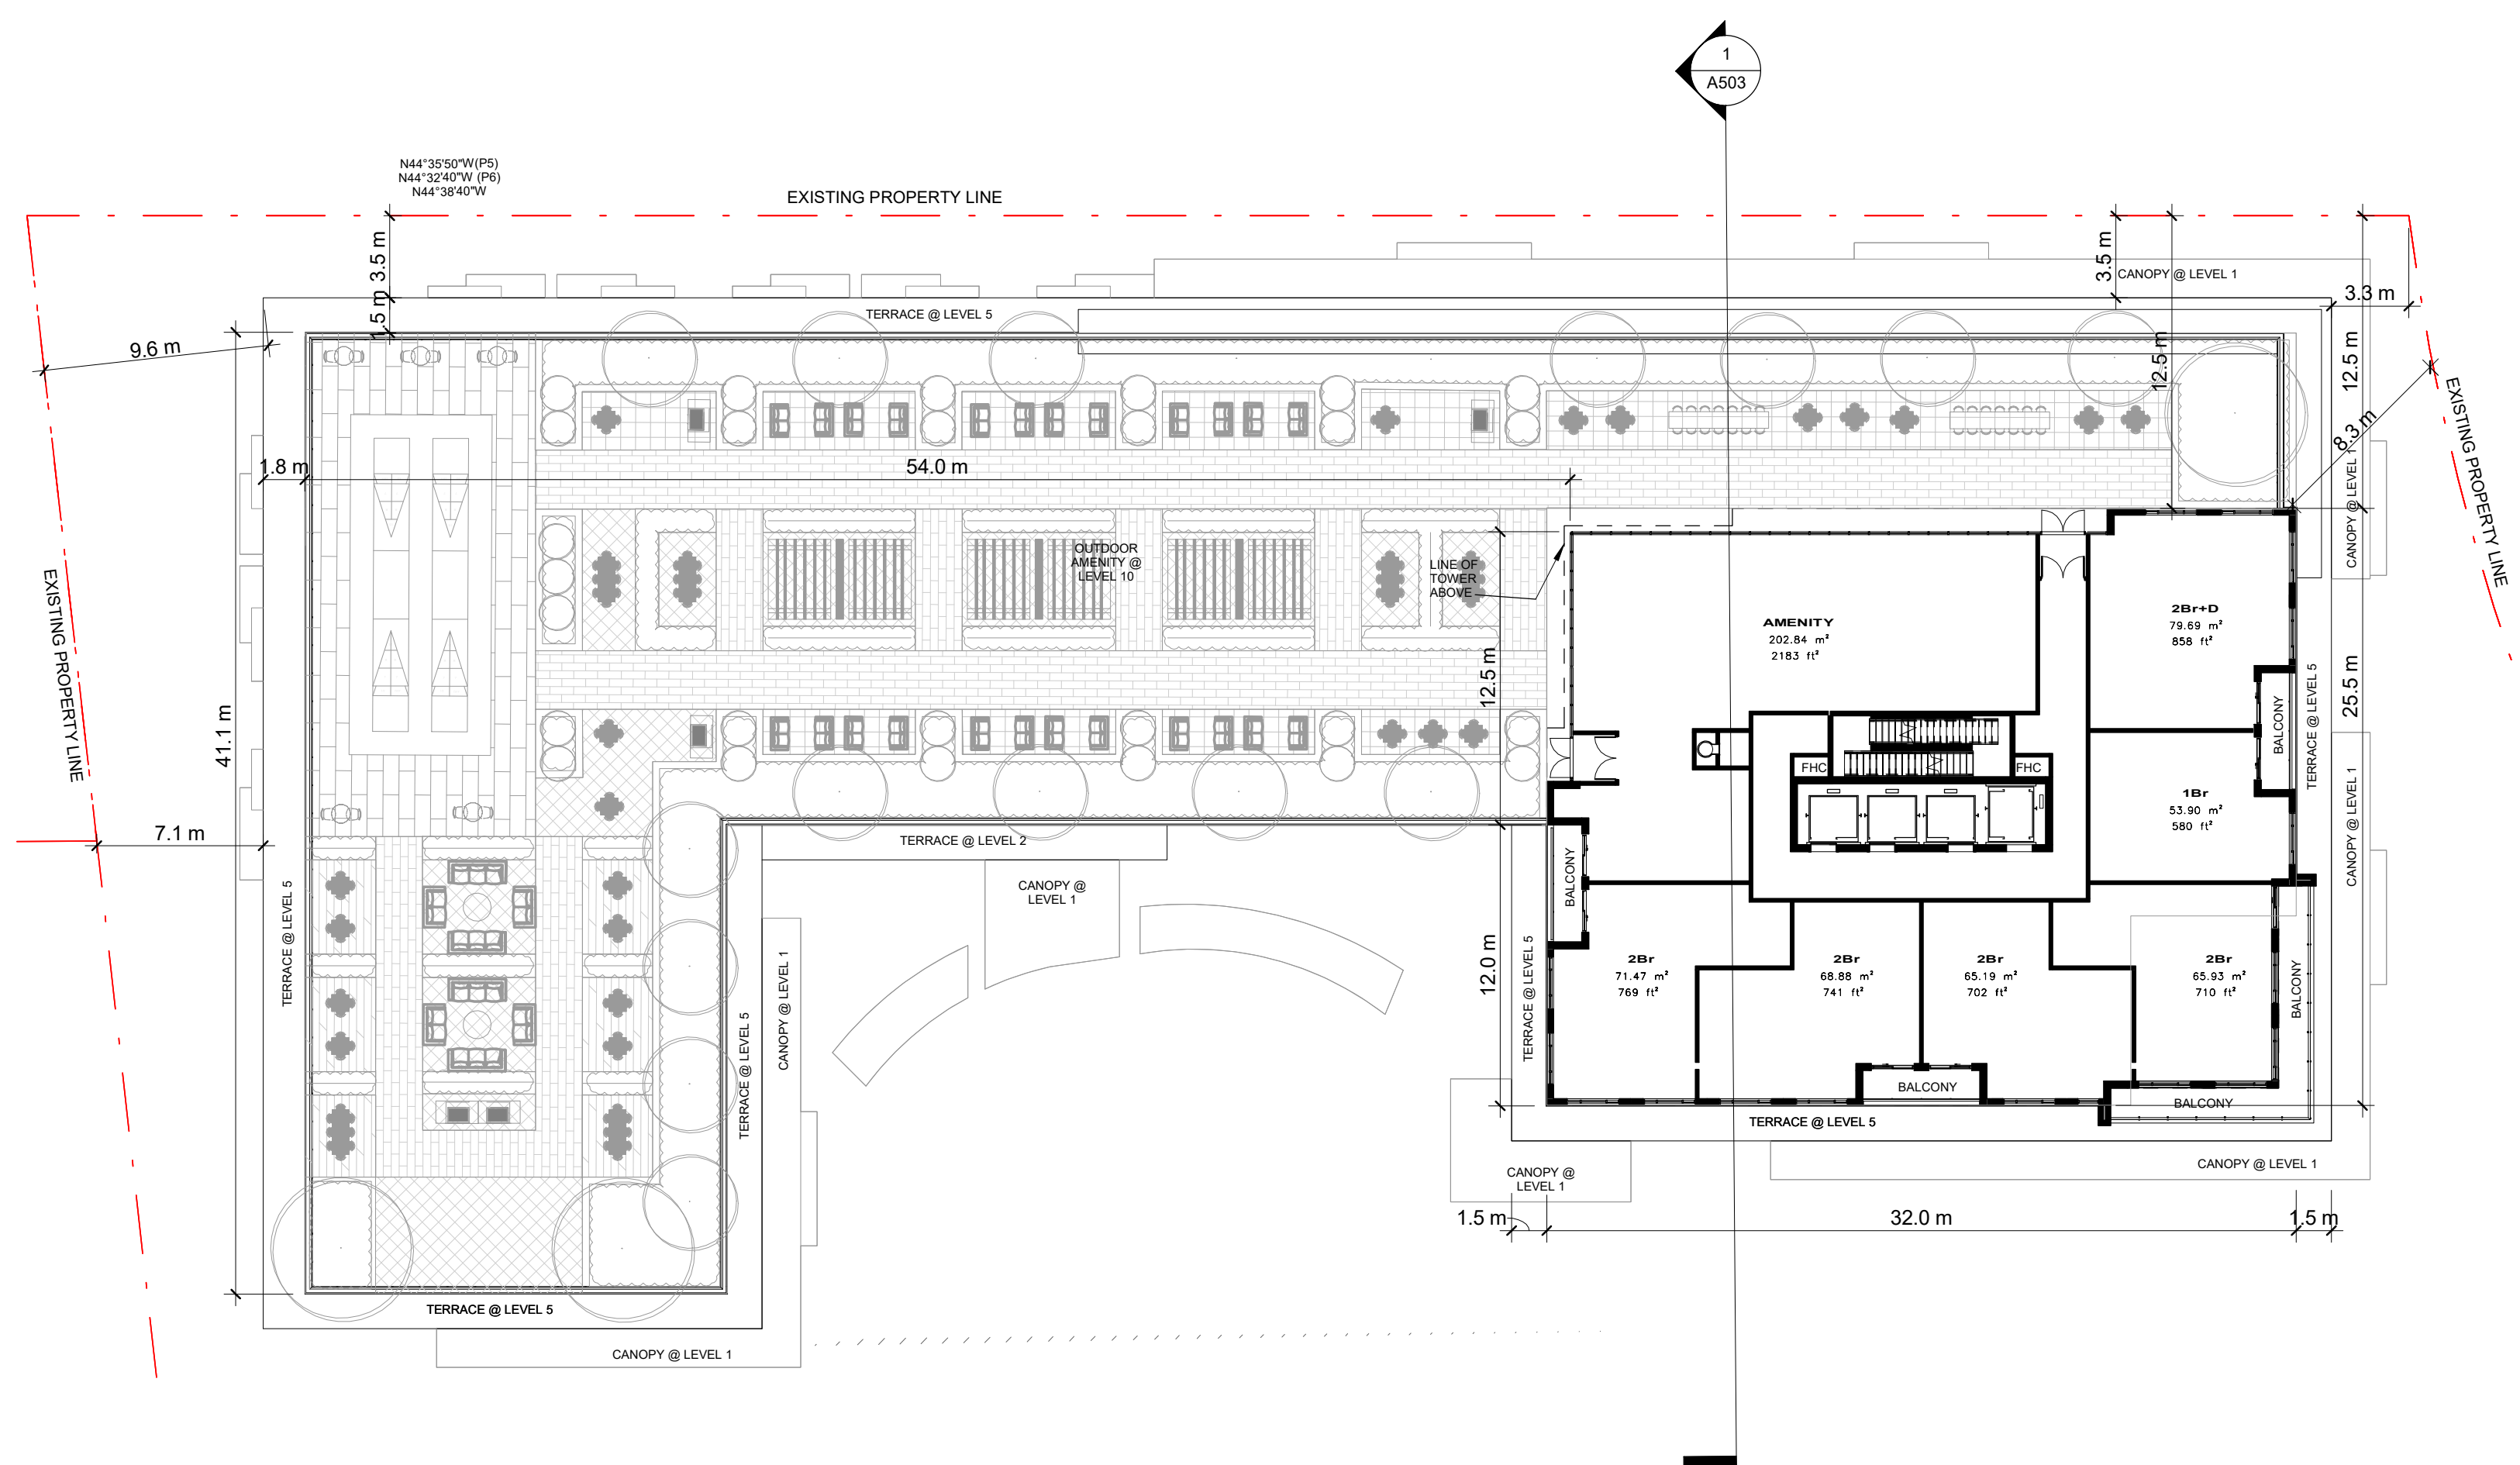 1
A503
N44°35'50"W(P5)
N44°32'40"W (P6)
N44°38'40"W
EXISTING PROPERTY LINE
3.5 m
3.5 m
CANOPY @ LEVEL 1
3.3 m
1.5 m
TERRACE @ LEVEL 5
9.6 m
12.5 m
12.5 m
8.3 m
EXISTING PROPERTY LINE
1.8 m
54.0 m
CANOPY @ LEVEL 1
OUTDOOR
AMENITY @
LEVEL 10
LINE OF
TOWER
ABOVE
EXISTING PROPERTY LINE
AMENITY
202.84 m²
2183 ft²
2Br+D
79.69 m²
858 ft²
12.5 m
25.5 m
41.1 m
BALCONY
TERRACE @ LEVEL 5
FHC
FHC
1Br
53.90 m²
580 ft²
7.1 m
TERRACE @ LEVEL 2
CANOPY @ LEVEL 1
CANOPY @
LEVEL 1
BALCONY
TERRACE @ LEVEL 5
CANOPY @ LEVEL 1
12.0 m
TERRACE @ LEVEL 5
2Br
71.47 m²
769 ft²
2Br
68.88 m²
741 ft²
2Br
65.19 m²
702 ft²
2Br
65.93 m²
710 ft²
BALCONY
TERRACE @ LEVEL 5
BALCONY
BALCONY
TERRACE @ LEVEL 5
CANOPY @ LEVEL 1
CANOPY @
LEVEL 1
1.5 m
32.0 m
1.5 m
TERRACE @ LEVEL 5
CANOPY @ LEVEL 1